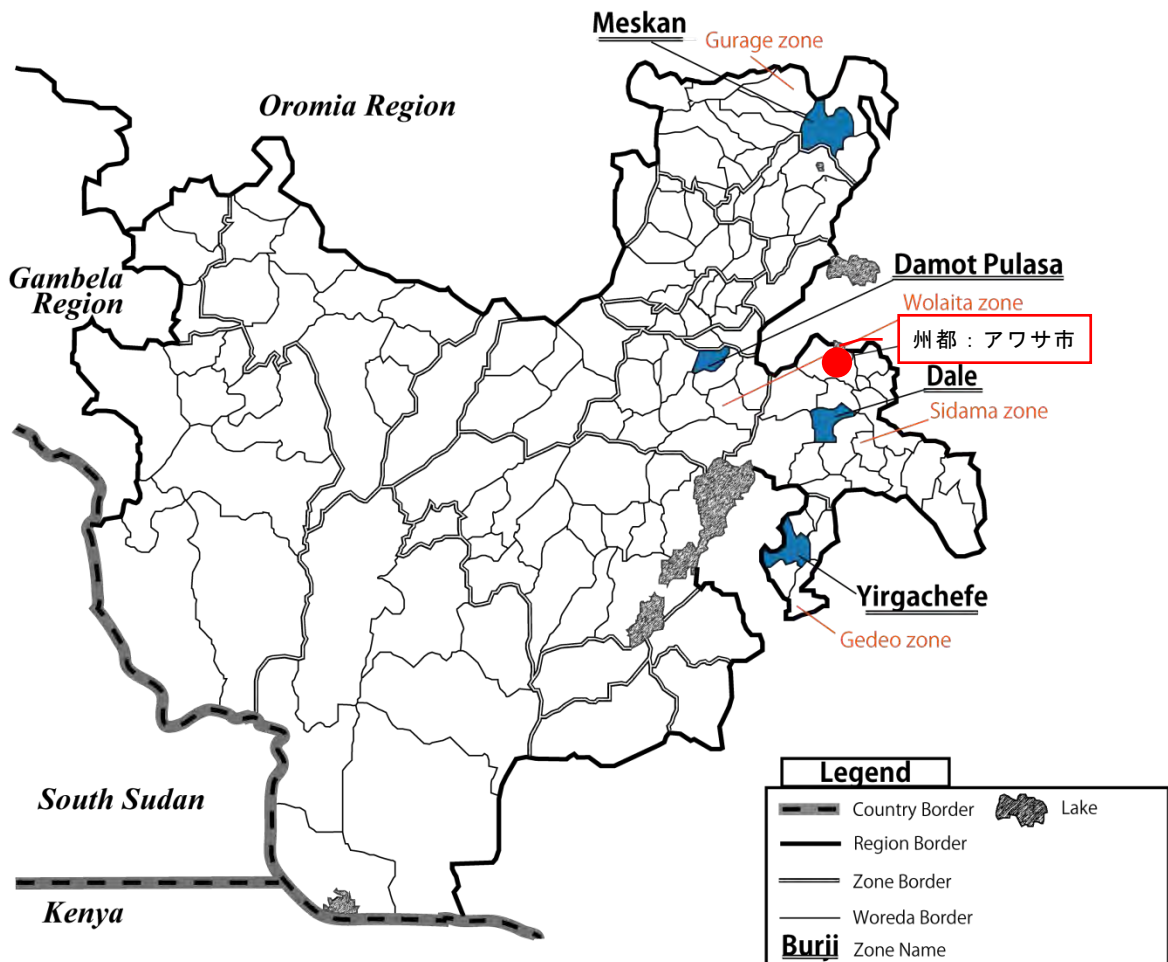 Meskan
Gurage zone
Oromia Region
Gambela
Region
Damot Pulasa
Wolaita zone
州都：アワサ市
Dale
Sidama zone
Yirgachefe
Gedeo zone
South Sudan
Kenya
Legend
Country Border
Lake
Region Border
Zone Border
Woreda Border
Burji Zone Name